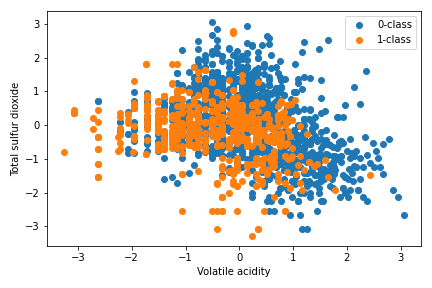 0-class
1-class
3
2
1
0
−1
−2
−3
Total sulfur dioxide
−3 −2 −1 0 1 2 3
Volatile acidity